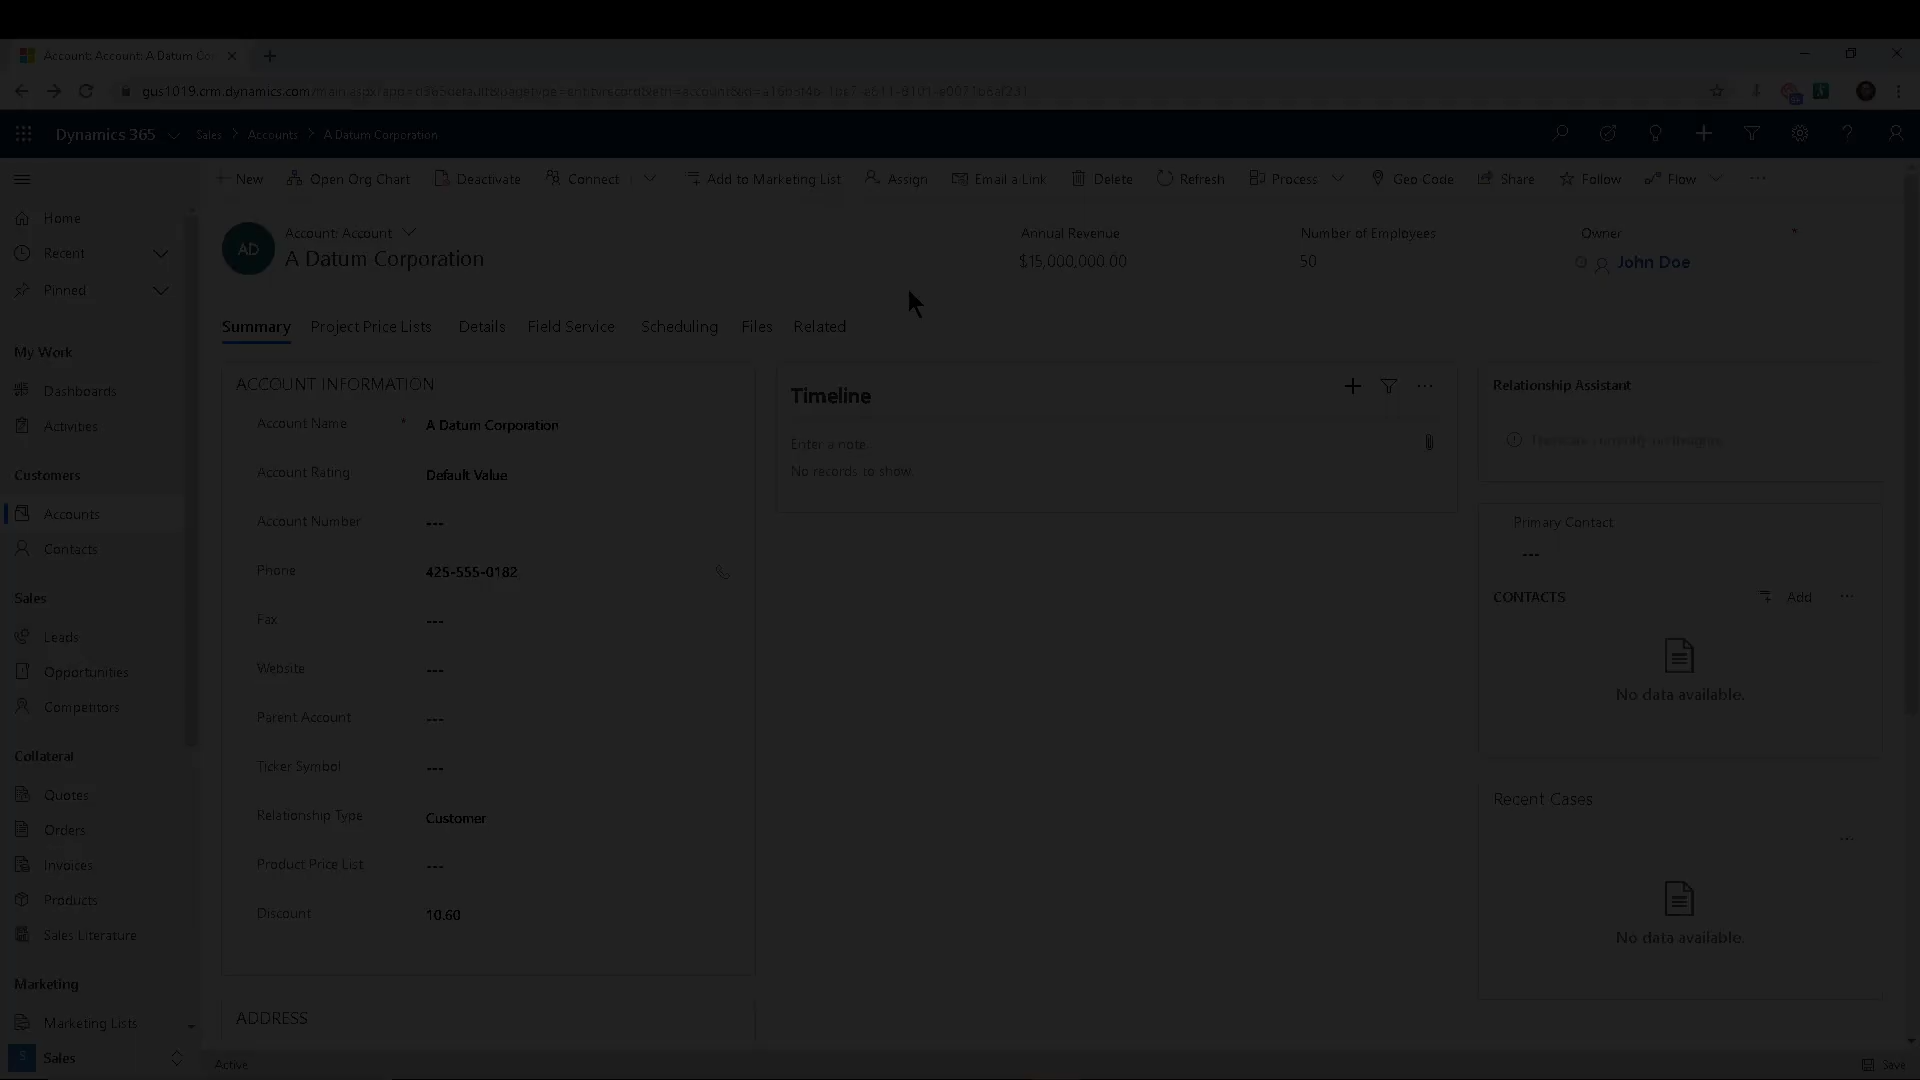 Account: Account: A Datum Co
gus1019.crm.dynamics.com
Dynamics 365 Sales > Accounts > A Datum Corporation
New Open Org Chart Deactivate Connect Add to Marketing List Assign Email a Link Delete Refresh Process Geo Code Share Follow Flow
Home
Recent
Pinned
My Work
Dashboards
Activities
Customers
Accounts
Contacts
Sales
Leads
Opportunities
Competitors
Collateral
Quotes
Orders
Invoices
Products
Sales Literature
Marketing
Marketing Lists
S Sales
AD
Account: Account
A Datum Corporation
Annual Revenue
$15,000,000.00
Number of Employees
50
Owner *
John Doe
Summary Project Price Lists Details Field Service Scheduling Files Related
ACCOUNT INFORMATION
Account Name * A Datum Corporation
Account Rating Default Value
Account Number ---
Phone 425-555-0182
Fax ---
Website ---
Parent Account ---
Ticker Symbol ---
Relationship Type Customer
Product Price List ---
Discount 10.60
ADDRESS
Timeline
Enter a note.
No records to show.
Relationship Assistant
Primary Contact
---
CONTACTS Add
No data available.
Recent Cases
No data available.
Active Save